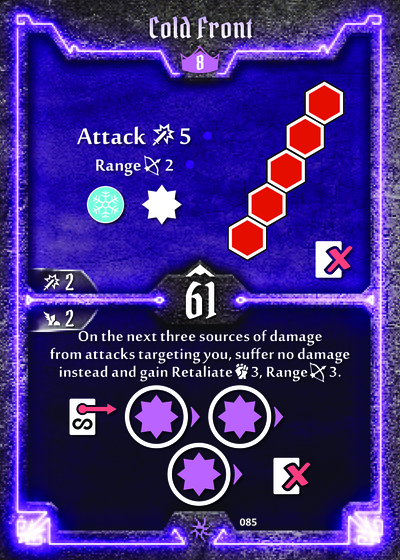 Cold Front
8
Attack 5
Range 2
2
61
2
On the next three sources of damage
from attacks targeting you, suffer no damage
instead and gain Retaliate 3, Range 3.
085